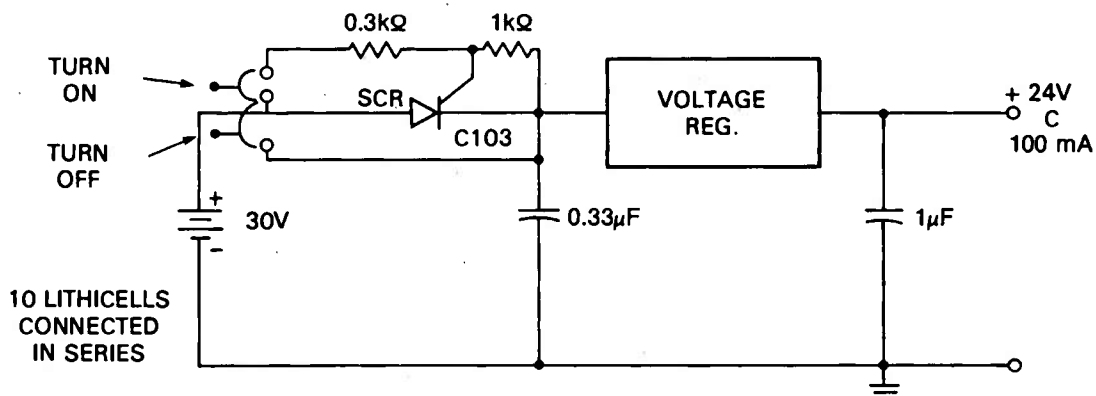 0.3kΩ
1kΩ
TURN
ON
SCR
C103
TURN
OFF
VOLTAGE
REG.
+ 24V
C
100 mA
+
30V
-
0.33μF
1μF
10 LITHICELLS
CONNECTED
IN SERIES